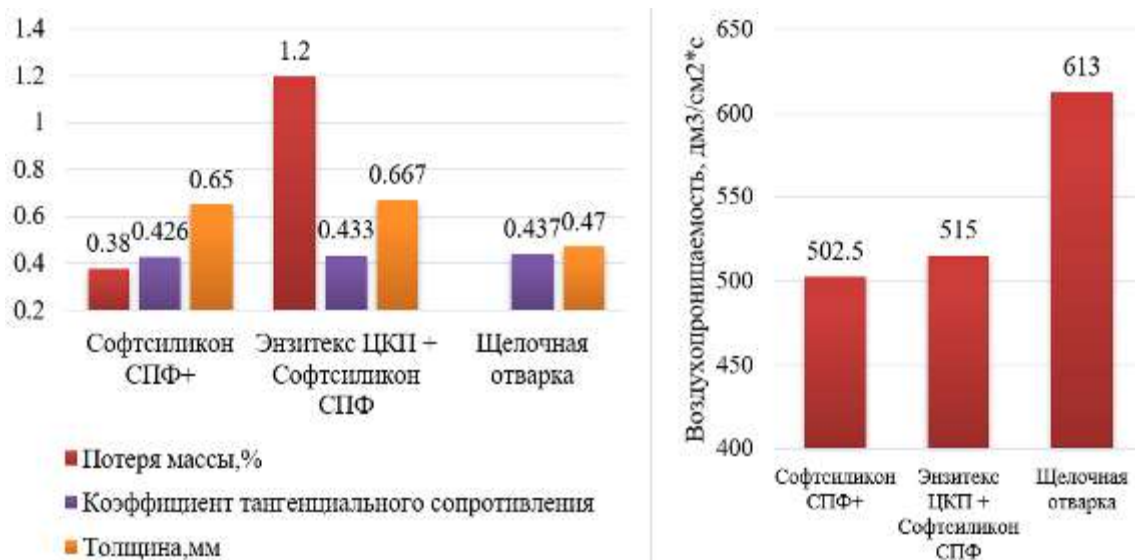 1.4
1.2
1
0.8
0.6
0.4
0.2
0.38
0.426
0.65
1.2
0.433
0.667
0.437
0.47
Софтсиликон
СПФ+
Энзитекс ЦКП +
Софтсиликон
СПФ
Щелочная
отварка
Потеря массы,%
Коэффициент тангенциального сопротивления
Толщина,мм
Воздухопроницаемость, дм3/см2*с
650
600
550
500
450
400
502.5
515
613
Софтсиликон
СПФ+
Энзитекс
ЦКП +
Софтсиликон
СПФ
Щелочная
отварка